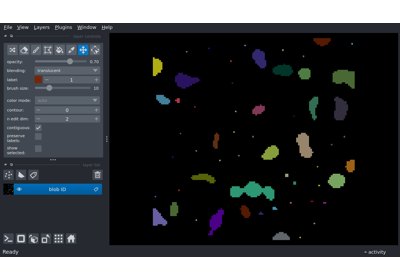 File View Layers Plugins Window Help
opacity: 0.70
blending: translucent
label: 1
brush size: 10
color mode:
contour: 0
n edit dim: 2
contiguous:
preserve labels:
show selected:
blob ID
Ready
activity